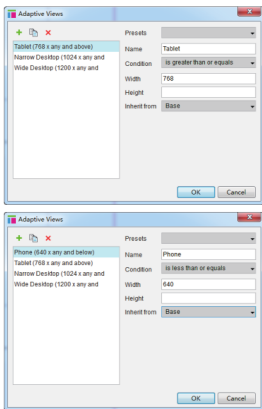 Adaptive Views
Presets
Tablet (768 x any and above)
Name Tablet
Narrow Desktop (1024 x any and
Condition is greater than or equals
Wide Desktop (1200 x any and
Width 768
Height
Inherit from Base
OK Cancel
Adaptive Views
Presets
Phone (640 x any and below)
Name Phone
Tablet (768 x any and above)
Condition is less than or equals
Narrow Desktop (1024 x any and
Wide Desktop (1200 x any and
Width 640
Height
Inherit from Base
OK Cancel